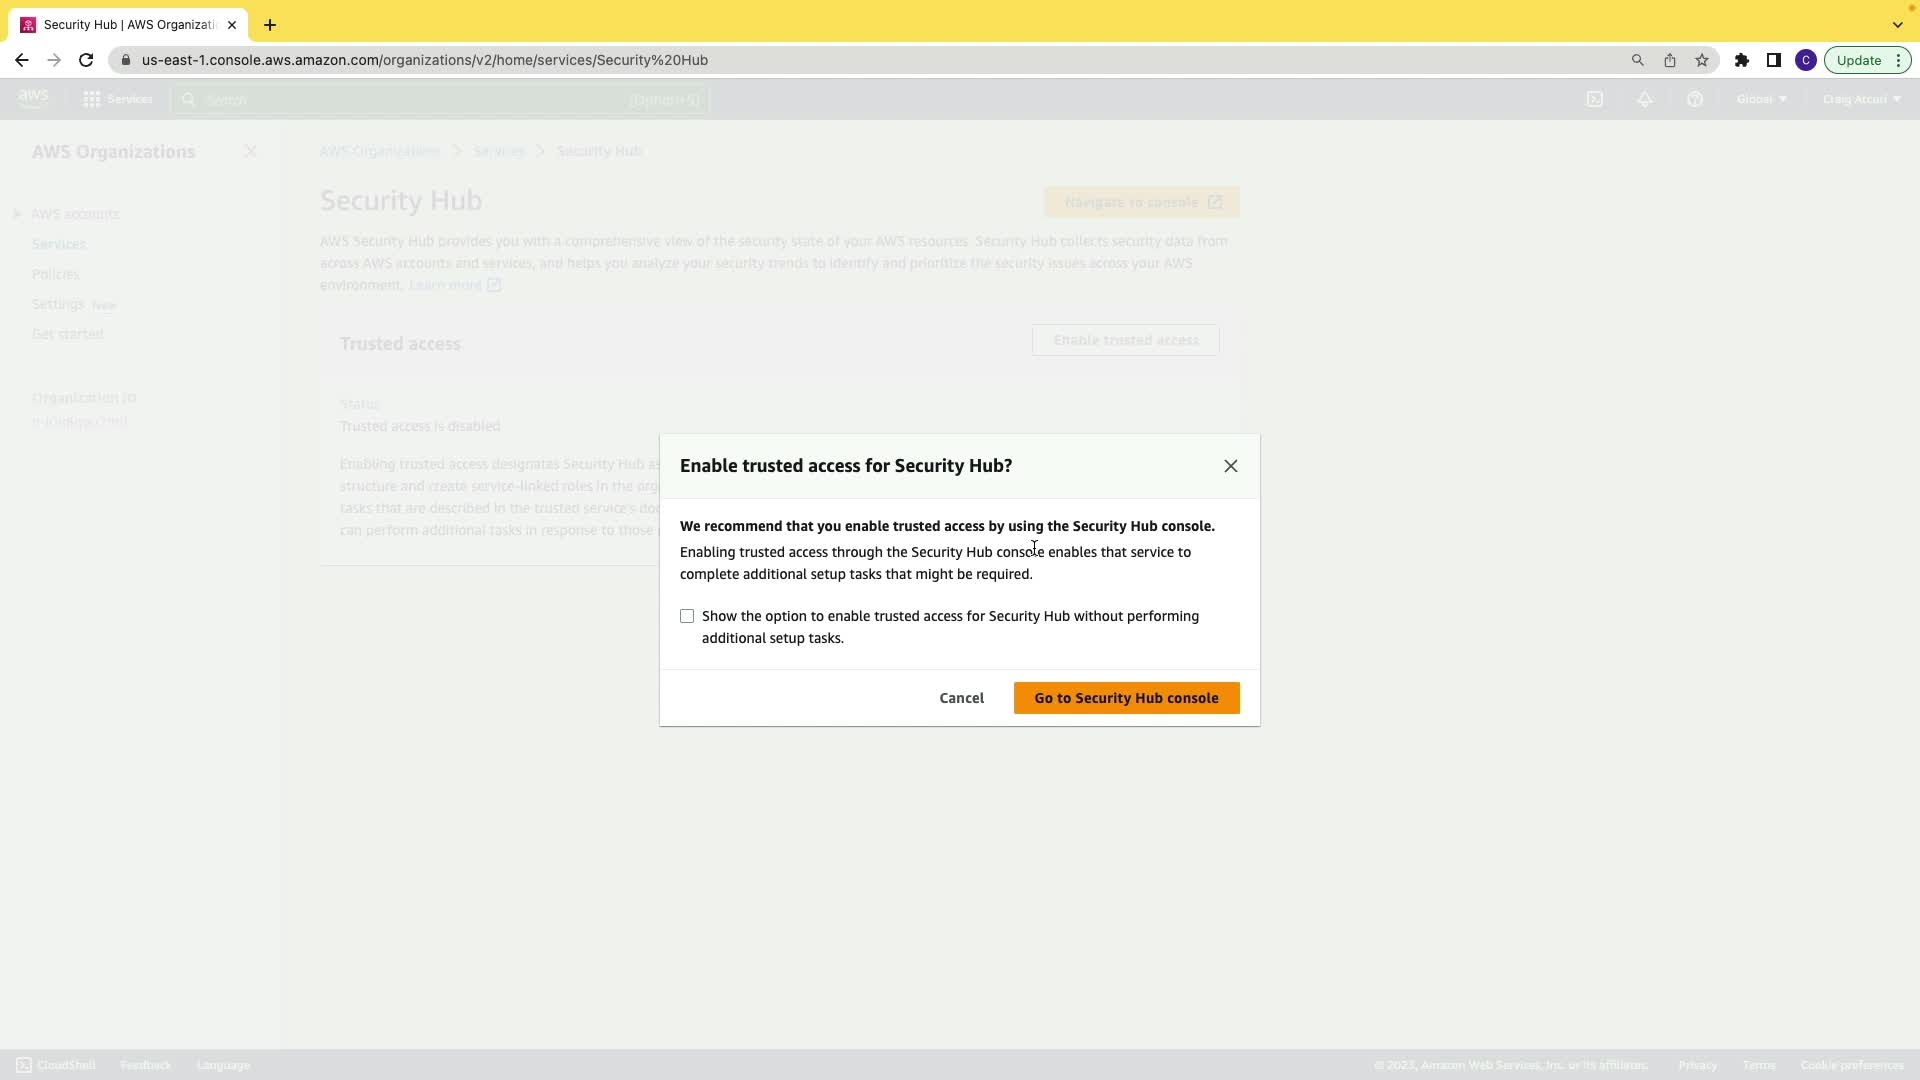 Security Hub | AWS Organizati
us-east-1.console.aws.amazon.com/organizations/v2/home/services/Security%20Hub
Update
aws
Services
Search
[Option+S]
Global
Craig Arcuri
AWS Organizations
AWS Organizations > Services > Security Hub
AWS accounts
Services
Policies
Settings New
Get started
Organization ID
Security Hub
Navigate to console
AWS Security Hub provides you with a comprehensive view of the security state of your AWS resources. Security Hub collects security data from
across AWS accounts and services, and helps you analyze your security trends to identify and prioritize the security issues across your AWS
environment. Learn more
Trusted access
Enable trusted access
Status
Trusted access is disabled
Enabling trusted access designates Security Hub as
structure and create service-linked roles in the org
tasks that are described in the trusted service's doc
can perform additional tasks in response to those
Enable trusted access for Security Hub?
We recommend that you enable trusted access by using the Security Hub console.
Enabling trusted access through the Security Hub console enables that service to
complete additional setup tasks that might be required.
Show the option to enable trusted access for Security Hub without performing
additional setup tasks.
Cancel
Go to Security Hub console
CloudShell
Feedback
Language
© 2023, Amazon Web Services, Inc. or its affiliates.
Privacy
Terms
Cookie preferences